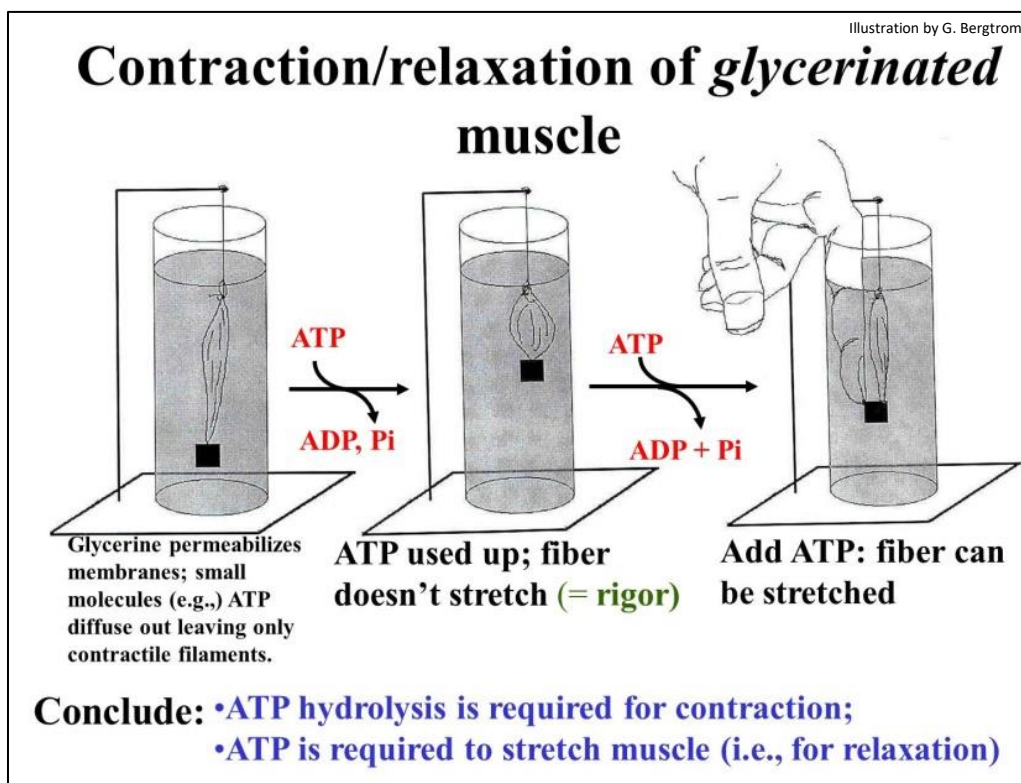 Illustration by G. Bergtrom
Contraction/relaxation of glycerinated
muscle
ATP
ADP, Pi
ATP
ADP + Pi
Glycerine permeabilizes
membranes; small
molecules (e.g.,) ATP
diffuse out leaving only
contractile filaments.
ATP used up; fiber
doesn’t stretch (= rigor)
Add ATP: fiber can
be stretched
Conclude: •ATP hydrolysis is required for contraction;
•ATP is required to stretch muscle (i.e., for relaxation)